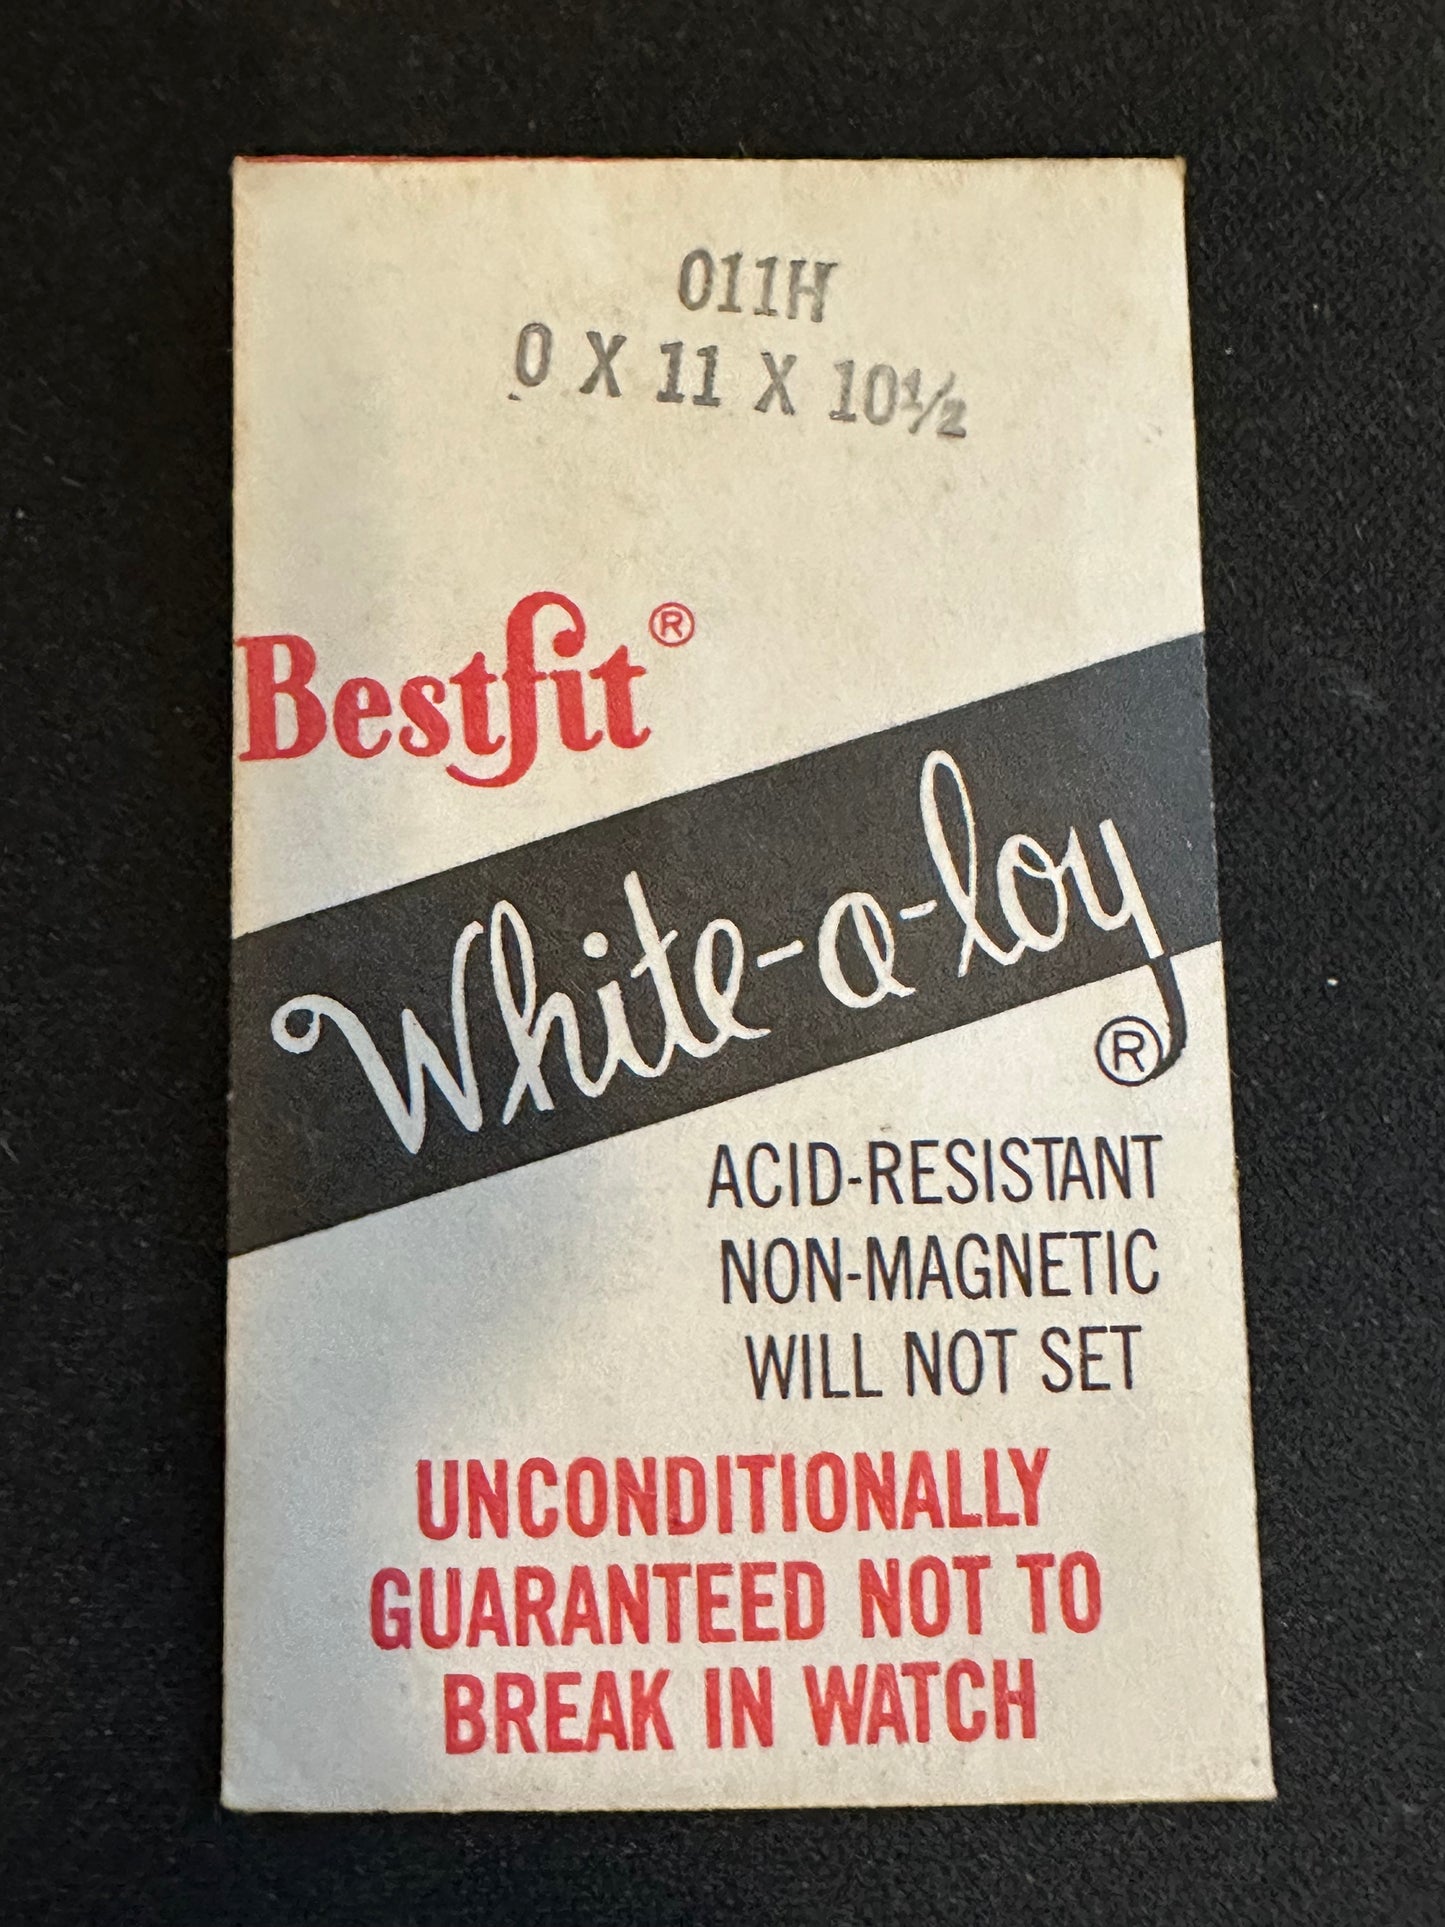 011H
0 X 11 X 10½
Bestfit®
White-a-loy
®
ACID-RESISTANT
NON-MAGNETIC
WILL NOT SET
UNCONDITIONALLY
GUARANTEED NOT TO
BREAK IN WATCH